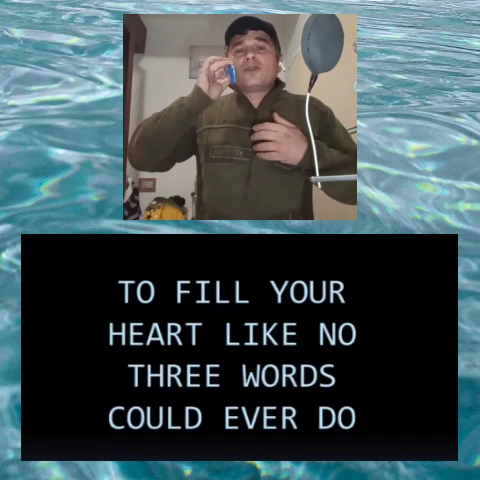 TO FILL YOUR
HEART LIKE NO
THREE WORDS
COULD EVER DO